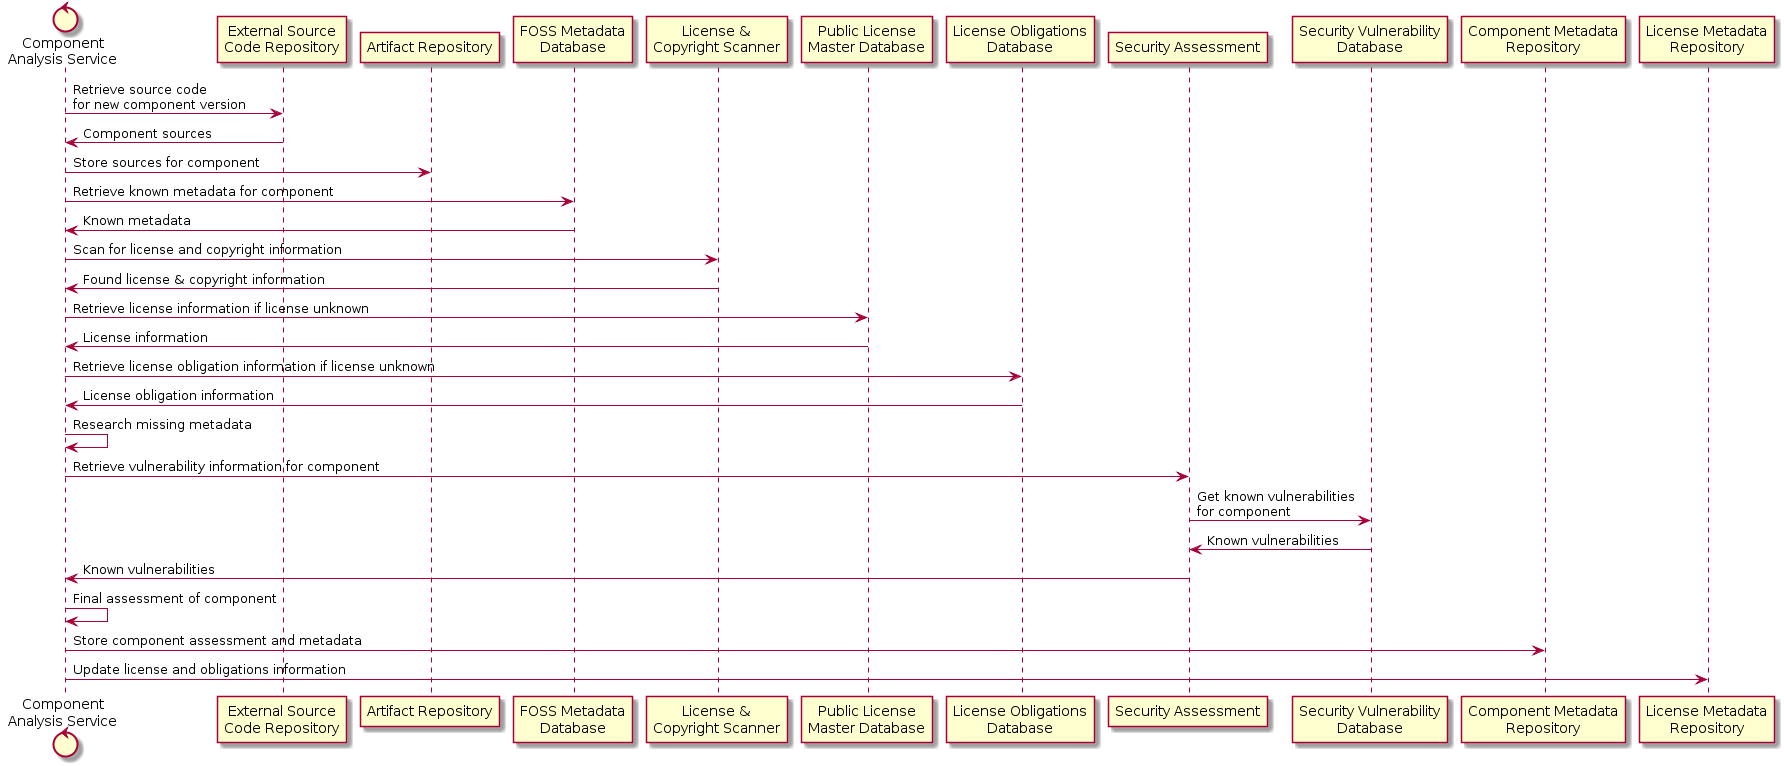 Component
Analysis Service
External Source
Code Repository
Artifact Repository
FOSS Metadata
Database
License &
Copyright Scanner
Public License
Master Database
License Obligations
Database
Security Assessment
Security Vulnerability
Database
Component Metadata
Repository
License Metadata
Repository
Retrieve source code
for new component version
Component sources
Store sources for component
Retrieve known metadata for component
Known metadata
Scan for license and copyright information
Found license & copyright information
Retrieve license information if license unknown
License information
Retrieve license obligation information if license unknown
License obligation information
Research missing metadata
Retrieve vulnerability information for component
Get known vulnerabilities
for component
Known vulnerabilities
Known vulnerabilities
Final assessment of component
Store component assessment and metadata
Update license and obligations information
Component
Analysis Service
External Source
Code Repository
Artifact Repository
FOSS Metadata
Database
License &
Copyright Scanner
Public License
Master Database
License Obligations
Database
Security Assessment
Security Vulnerability
Database
Component Metadata
Repository
License Metadata
Repository